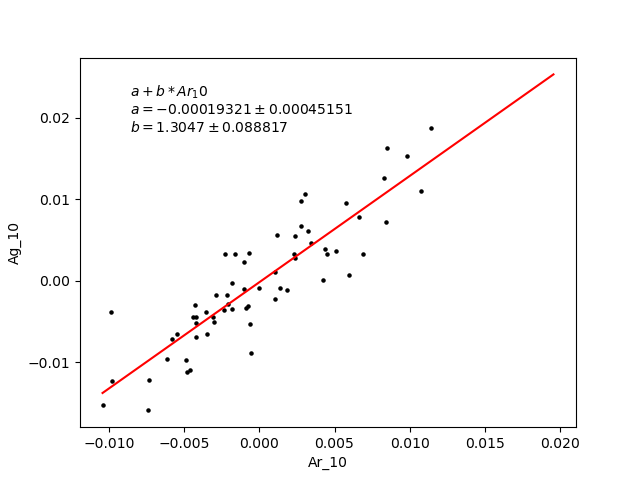 a + b * Ar₁0
a = −0.00019321 ± 0.00045151
b = 1.3047 ± 0.088817
0.02
0.01
0.00
−0.01
Ag_10
−0.010 −0.005 0.000 0.005 0.010 0.015 0.020
Ar_10